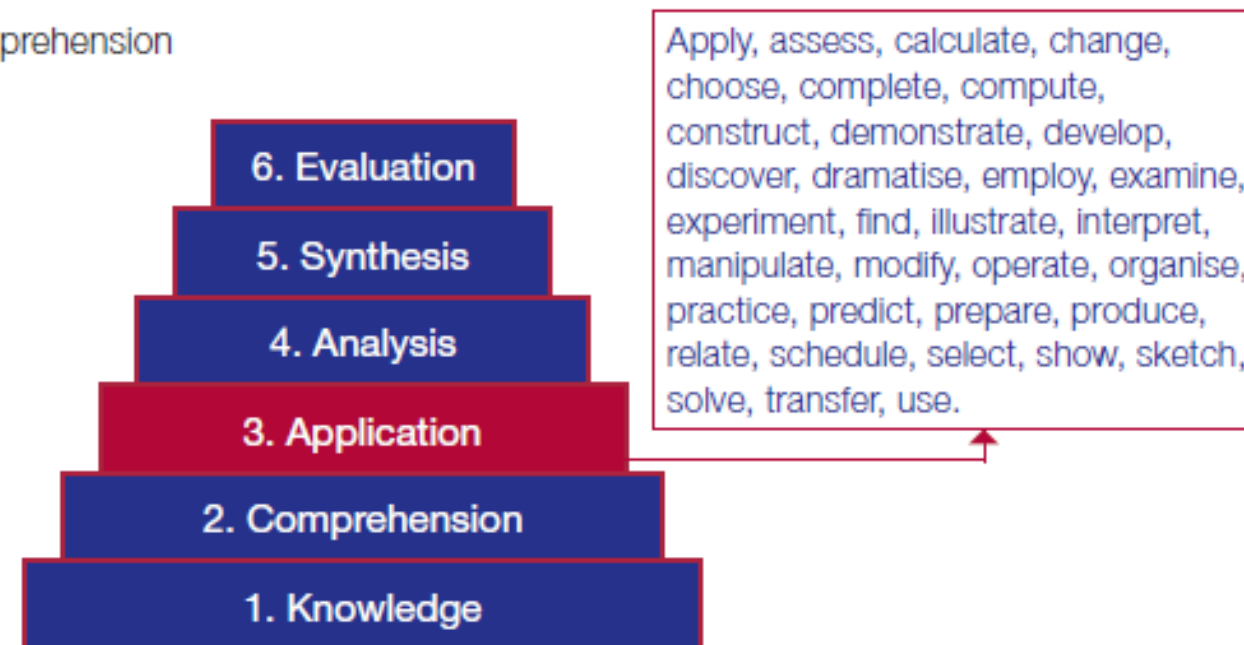 prehension
Apply, assess, calculate, change,
choose, complete, compute,
construct, demonstrate, develop,
discover, dramatise, employ, examine,
experiment, find, illustrate, interpret,
manipulate, modify, operate, organise,
practice, predict, prepare, produce,
relate, schedule, select, show, sketch,
solve, transfer, use.
6. Evaluation
5. Synthesis
4. Analysis
3. Application
2. Comprehension
1. Knowledge